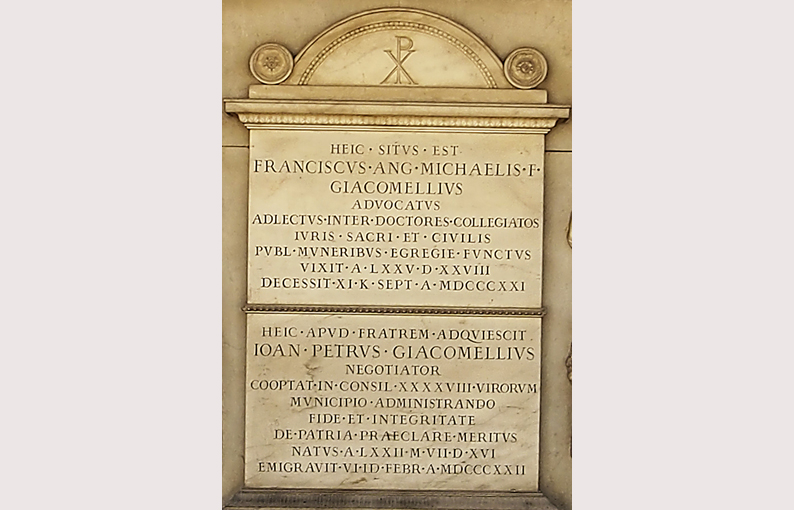 HEIC · SITVS · EST
FRANCISCVS · ANG · MICHAELIS · F ·
GIACOMELLIVS
ADVOCATVS
ADLECTVS · INTER · DOCTORES · COLLEGIATOS
IVRIS · SACRI · ET · CIVILIS
PVBL · MVNERIBVS · EGREGIE · FVNCTVS
VIXIT · A · LXXV · D · XXVIII
DECESSIT · XI · K · SEPT · A · MDCCCXXI
HEIC · APVD · FRATREM · ADQVIESCIT
IOAN · PETRVS · GIACOMELLIVS
NEGOTIATOR
COOPTAT · IN · CONSIL · XXXXVIII · VIRORVM
MVNICIPIO · ADMINISTRANDO
FIDE · ET · INTEGRITATE
DE · PATRIA · PRAECLARE · MERITVS
NATVS · A · LXXII · M · VII · D · XVI
EMIGRAVIT · VI · ID · FEBR · A · MDCCCXXII